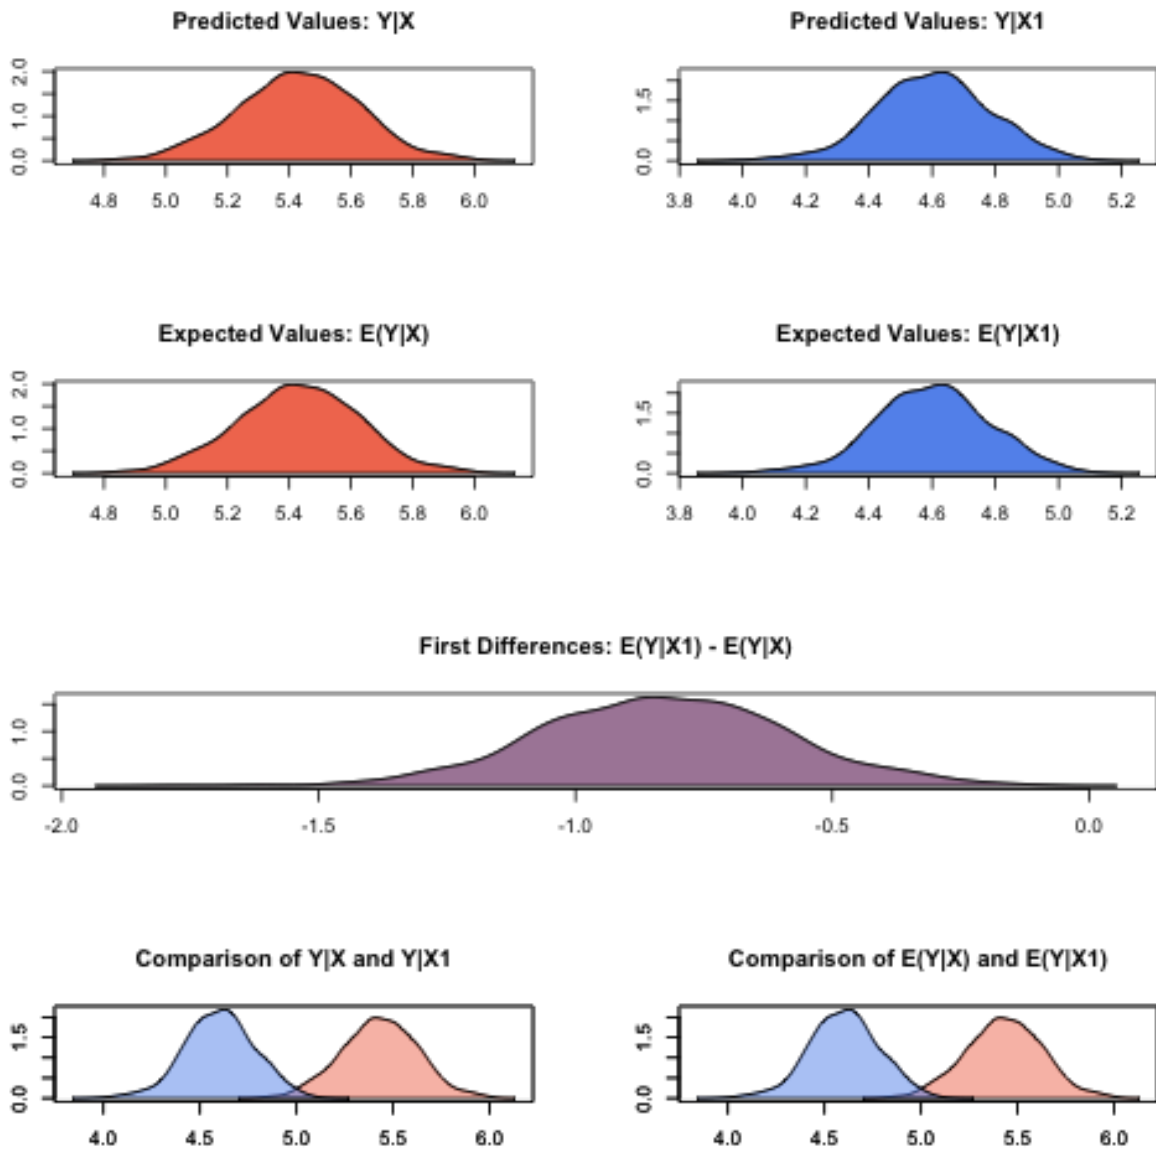 Predicted Values: Y|X
Predicted Values: Y|X1
0.0 1.0 2.0
4.8 5.0 5.2 5.4 5.6 5.8 6.0
0.0 1.5
3.8 4.0 4.2 4.4 4.6 4.8 5.0 5.2
Expected Values: E(Y|X)
Expected Values: E(Y|X1)
0.0 1.0 2.0
4.8 5.0 5.2 5.4 5.6 5.8 6.0
0.0 1.5
3.8 4.0 4.2 4.4 4.6 4.8 5.0 5.2
First Differences: E(Y|X1) - E(Y|X)
0.0 1.0
-2.0 -1.5 -1.0 -0.5 0.0
Comparison of Y|X and Y|X1
Comparison of E(Y|X) and E(Y|X1)
0.0 1.5
4.0 4.5 5.0 5.5 6.0
0.0 1.5
4.0 4.5 5.0 5.5 6.0